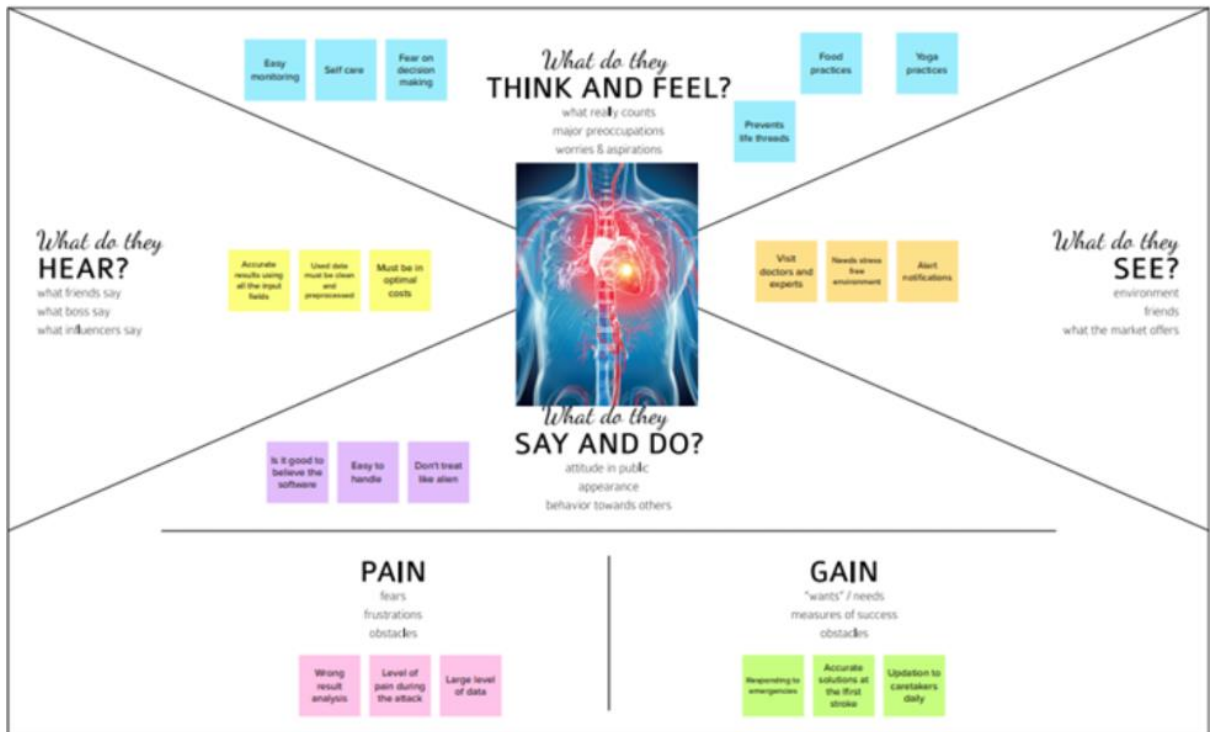 Easy
monitoring
Self care
Fear on
decision
making
What do they
THINK AND FEEL?
what really counts
major preoccupations
worries & aspirations
Food
practices
Yoga
practices
Prevents
life threads
What do they
HEAR?
what friends say
what boss say
what influencers say
Accurate
results using
all the input
fields
Used data
must be clean
and
preprocessed
Must be in
optimal
costs
Visit
doctors and
experts
Needs stress
free
environment
Alert
notifications
What do they
SEE?
environment
friends
what the market offers
What do they
SAY AND DO?
attitude in public
appearance
behavior towards others
Is it good to
believe the
software
Easy to
handle
Don't treat
like alien
PAIN
fears
frustrations
obstacles
Wrong
result
analysis
Level of
pain during
the attack
Large level
of data
GAIN
"wants" / needs
measures of success
obstacles
Responding to
emergencies
Accurate
solutions at
the lfirst
stroke
Updation to
caretakers
daily